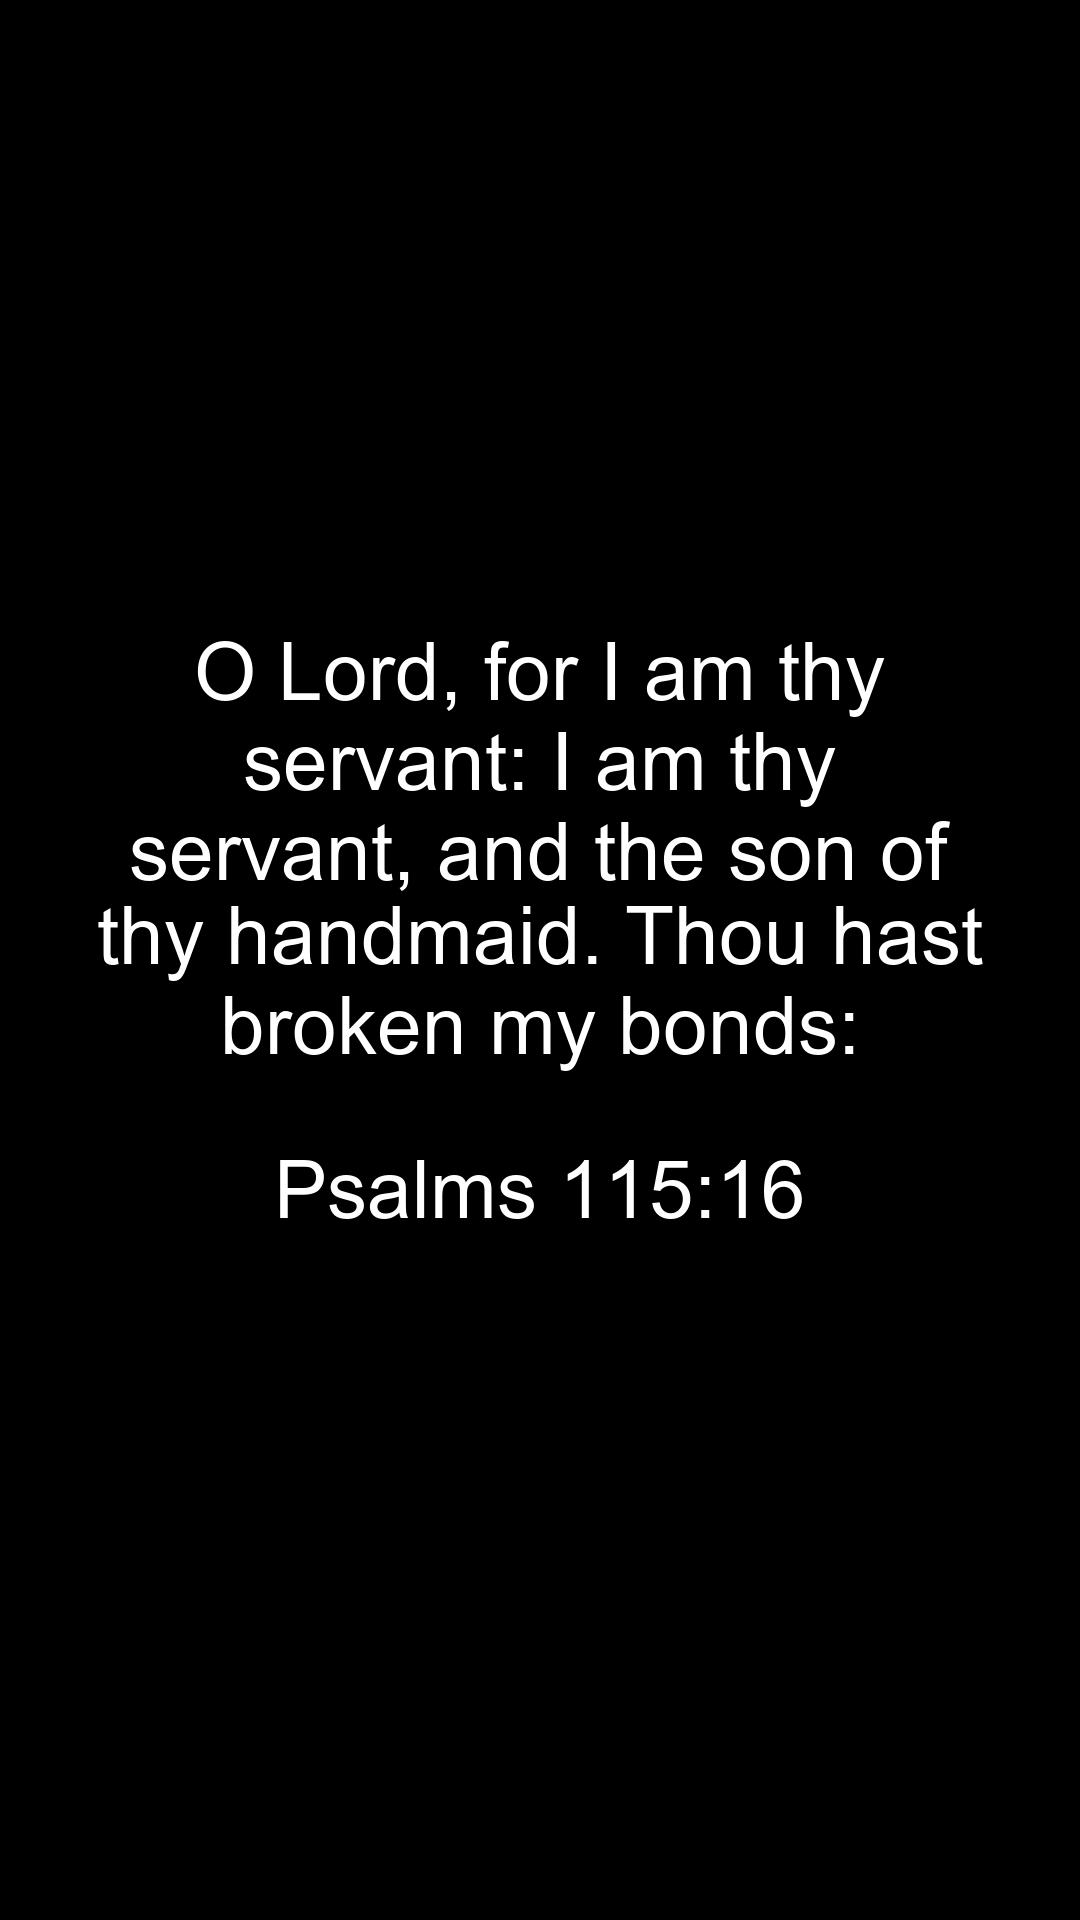 O Lord, for I am thy
servant: I am thy
servant, and the son of
thy handmaid. Thou hast
broken my bonds:
Psalms 115:16